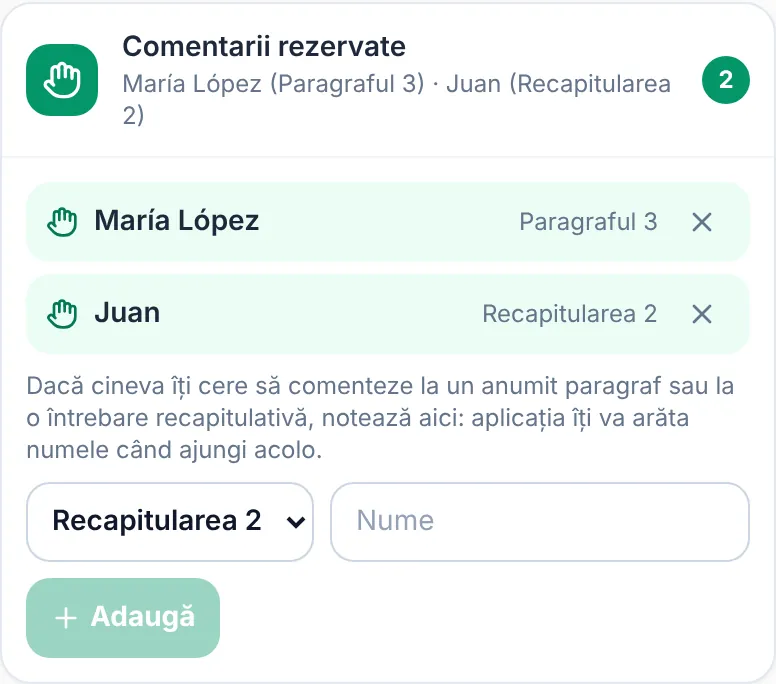 Comentarii rezervate
María López (Paragraful 3) · Juan (Recapitularea
2)
2
María López
Paragraful 3
Juan
Recapitularea 2
Dacă cineva îți cere să comenteze la un anumit paragraf sau la
o întrebare recapitulativă, notează aici: aplicația îți va arăta
numele când ajungi acolo.
Recapitularea 2
Nume
+ Adaugă